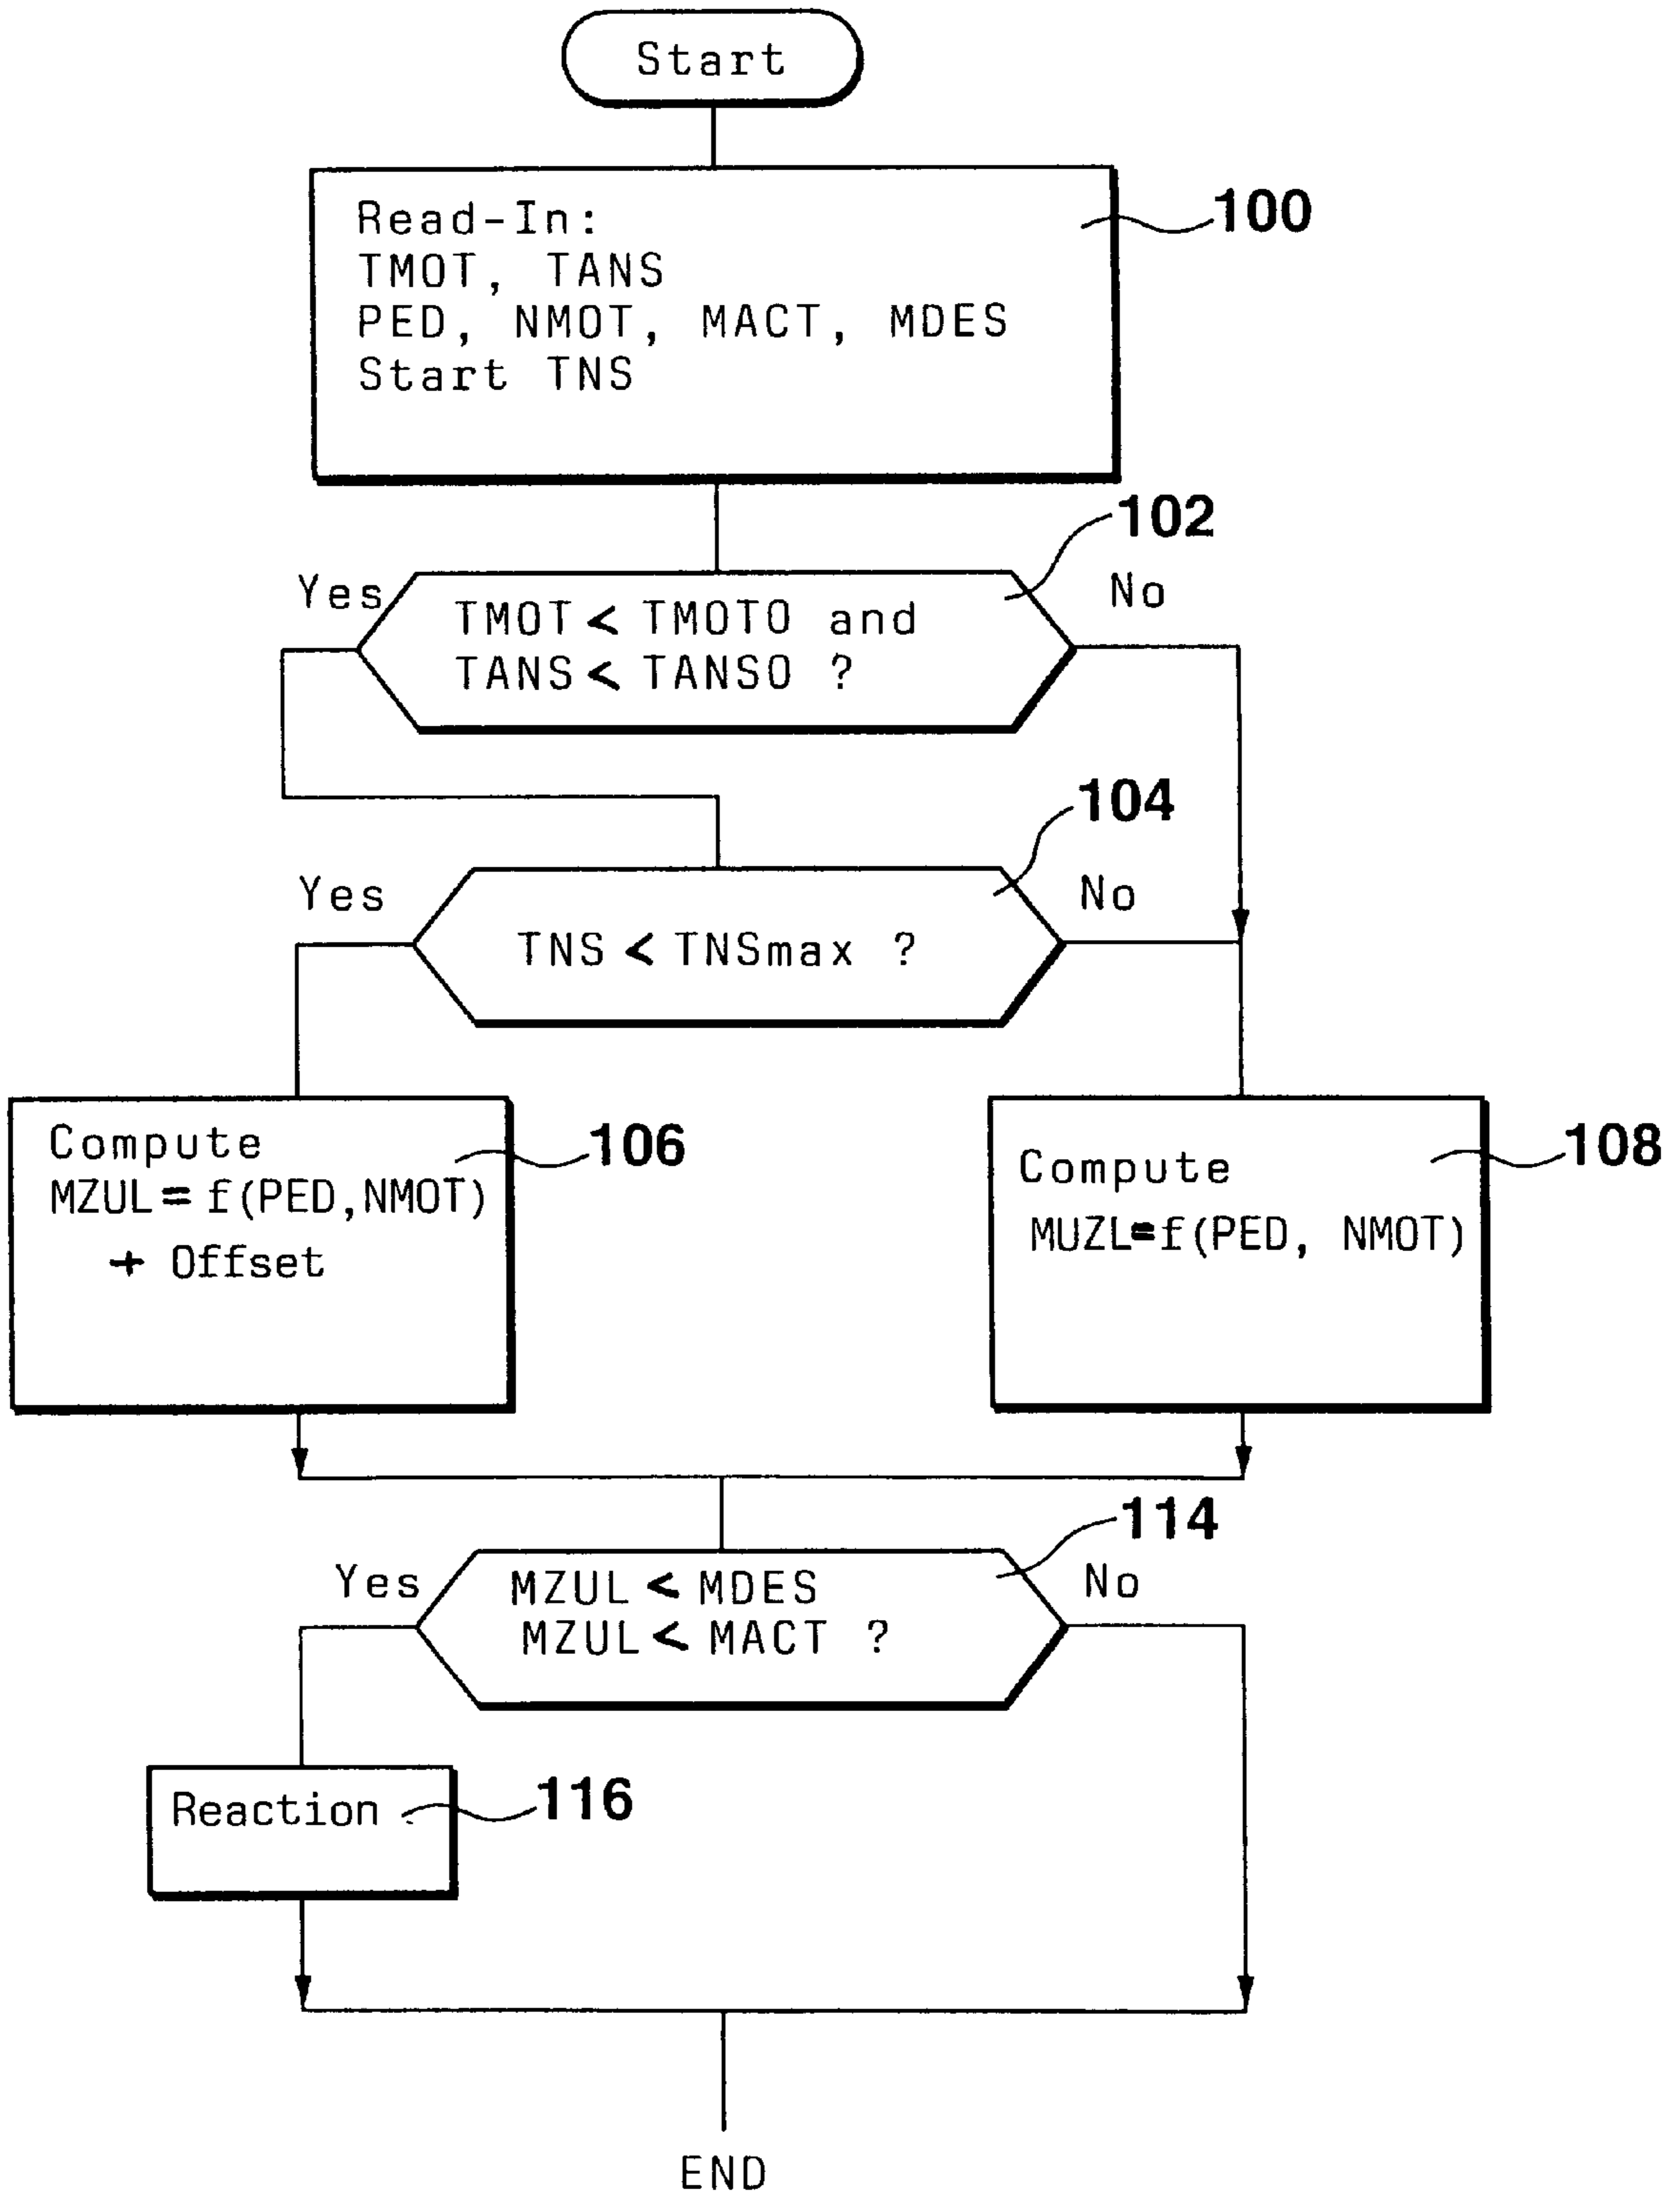 Start
Read-In:
TMOT, TANS
PED, NMOT, MACT, MDES
Start TNS
100
102
Yes
No
TMOT < TMOTO and
TANS < TANSO ?
104
Yes
No
TNS < TNSmax ?
Compute
MZUL = f(PED,NMOT)
+ Offset
106
Compute
MUZL=f(PED, NMOT)
108
114
Yes
No
MZUL < MDES
MZUL < MACT ?
Reaction
116
END